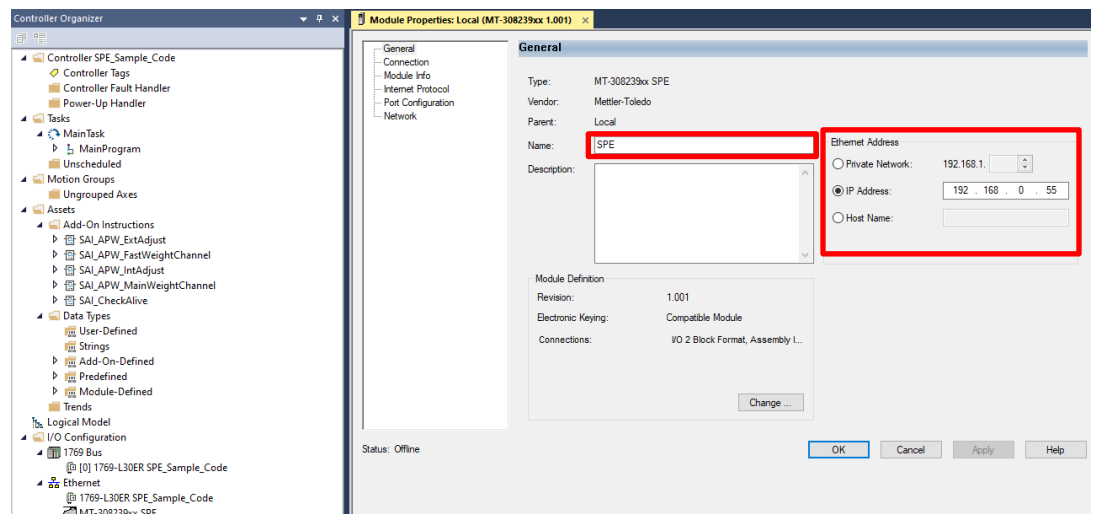 Controller Organizer
Controller SPE_Sample_Code
Controller Tags
Controller Fault Handler
Power-Up Handler
Tasks
MainTask
MainProgram
Unscheduled
Motion Groups
Ungrouped Axes
Assets
Add-On Instructions
SAI_APW_ExtAdjust
SAI_APW_FastWeightChannel
SAI_APW_IntAdjust
SAI_APW_MainWeightChannel
SAI_CheckAlive
Data Types
User-Defined
Strings
Add-On-Defined
Predefined
Module-Defined
Trends
Logical Model
I/O Configuration
1769 Bus
[0] 1769-L30ER SPE_Sample_Code
Ethernet
1769-L30ER SPE_Sample_Code
MT-308239xx SPE
Module Properties: Local (MT-308239xx 1.001)
General
Connection
Module Info
Internet Protocol
Port Configuration
Network
General
Type: MT-308239xx SPE
Vendor: Mettler-Toledo
Parent: Local
Name: SPE
Description:
Ethernet Address
Private Network: 192.168.1.
IP Address: 192 . 168 . 0 . 55
Host Name:
Module Definition
Revision: 1.001
Electronic Keying: Compatible Module
Connections: I/O 2 Block Format, Assembly I...
Change ...
Status: Offline
OK Cancel Apply Help